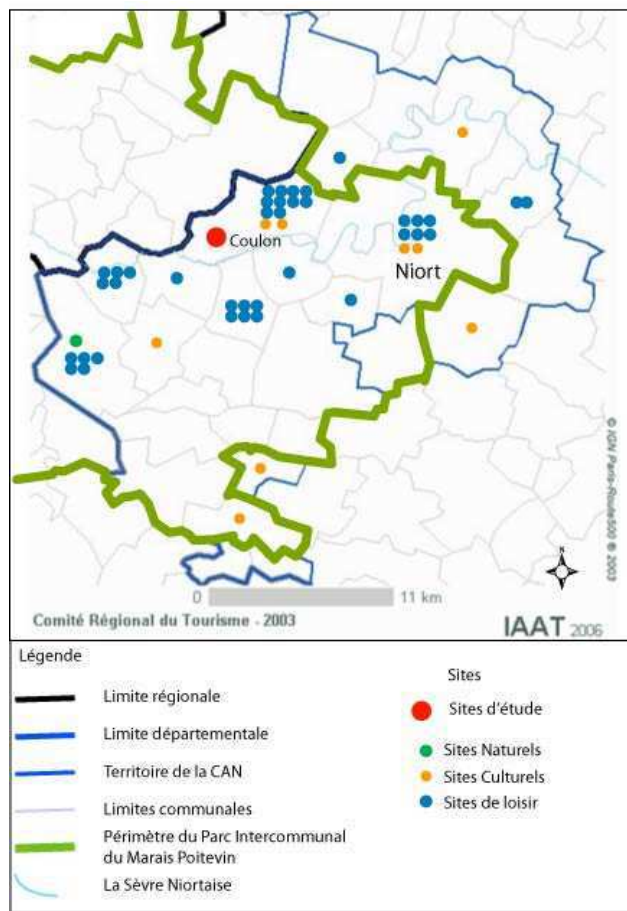 Coulon
Niort
© IGN Paris-Route500 ® 2003
N
0 11 km
Comité Régional du Tourisme - 2003
IAAT 2006
Légende
Limite régionale
Limite départementale
Territoire de la CAN
Limites communales
Périmètre du Parc Intercommunal
du Marais Poitevin
La Sèvre Niortaise
Sites
Sites d'étude
Sites Naturels
Sites Culturels
Sites de loisir